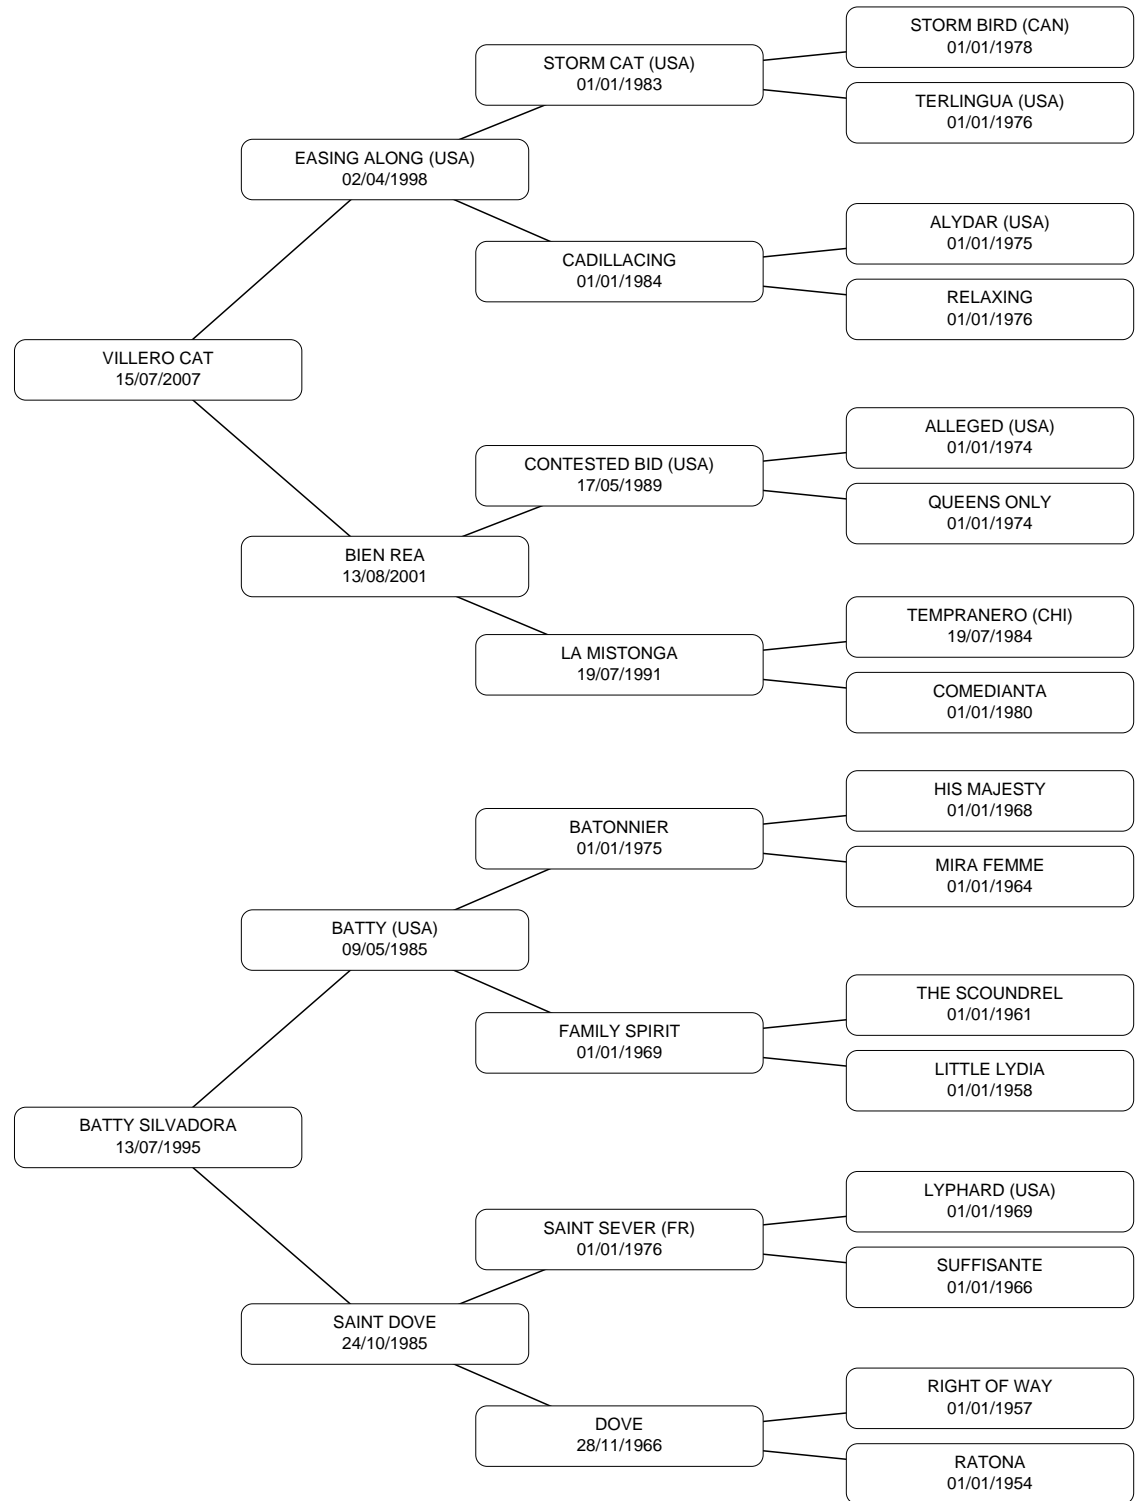 STORM BIRD (CAN)
01/01/1978
STORM CAT (USA)
01/01/1983
TERLINGUA (USA)
01/01/1976
EASING ALONG (USA)
02/04/1998
ALYDAR (USA)
01/01/1975
CADILLACING
01/01/1984
RELAXING
01/01/1976
VILLERO CAT
15/07/2007
ALLEGED (USA)
01/01/1974
CONTESTED BID (USA)
17/05/1989
QUEENS ONLY
01/01/1974
BIEN REA
13/08/2001
TEMPRANERO (CHI)
19/07/1984
LA MISTONGA
19/07/1991
COMEDIANTA
01/01/1980
HIS MAJESTY
01/01/1968
BATONNIER
01/01/1975
MIRA FEMME
01/01/1964
BATTY (USA)
09/05/1985
THE SCOUNDREL
01/01/1961
FAMILY SPIRIT
01/01/1969
LITTLE LYDIA
01/01/1958
BATTY SILVADORA
13/07/1995
LYPHARD (USA)
01/01/1969
SAINT SEVER (FR)
01/01/1976
SUFFISANTE
01/01/1966
SAINT DOVE
24/10/1985
RIGHT OF WAY
01/01/1957
DOVE
28/11/1966
RATONA
01/01/1954